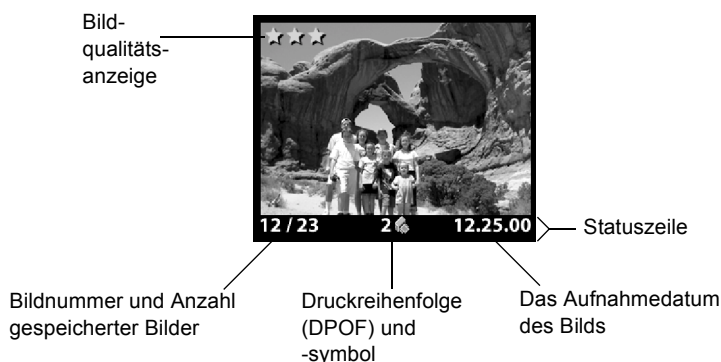 Bild-
qualitäts-
anzeige
12 / 23
2
12.25.00
Statuszeile
Bildnummer und Anzahl
gespeicherter Bilder
Druckreihenfolge
(DPOF) und
-symbol
Das Aufnahmedatum
des Bilds